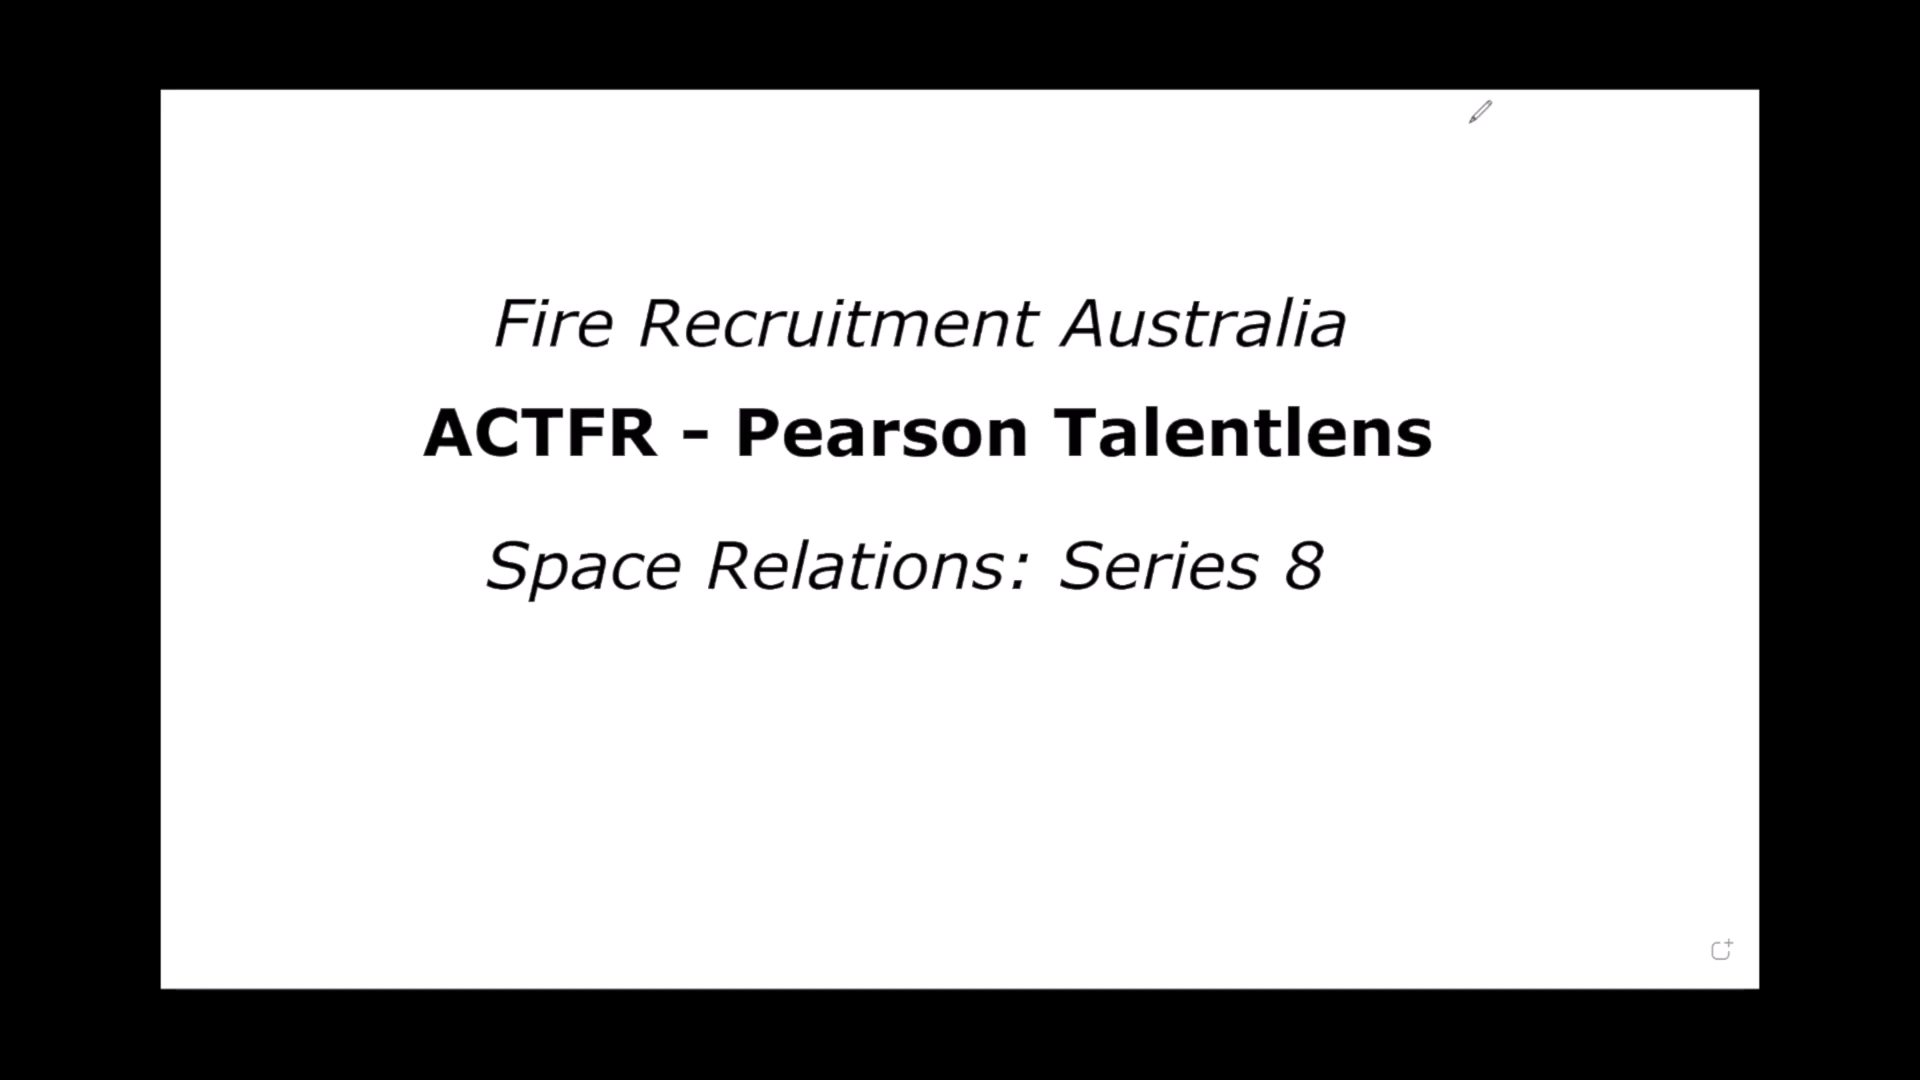 Fire Recruitment Australia
ACTFR - Pearson Talentlens
Space Relations: Series 8